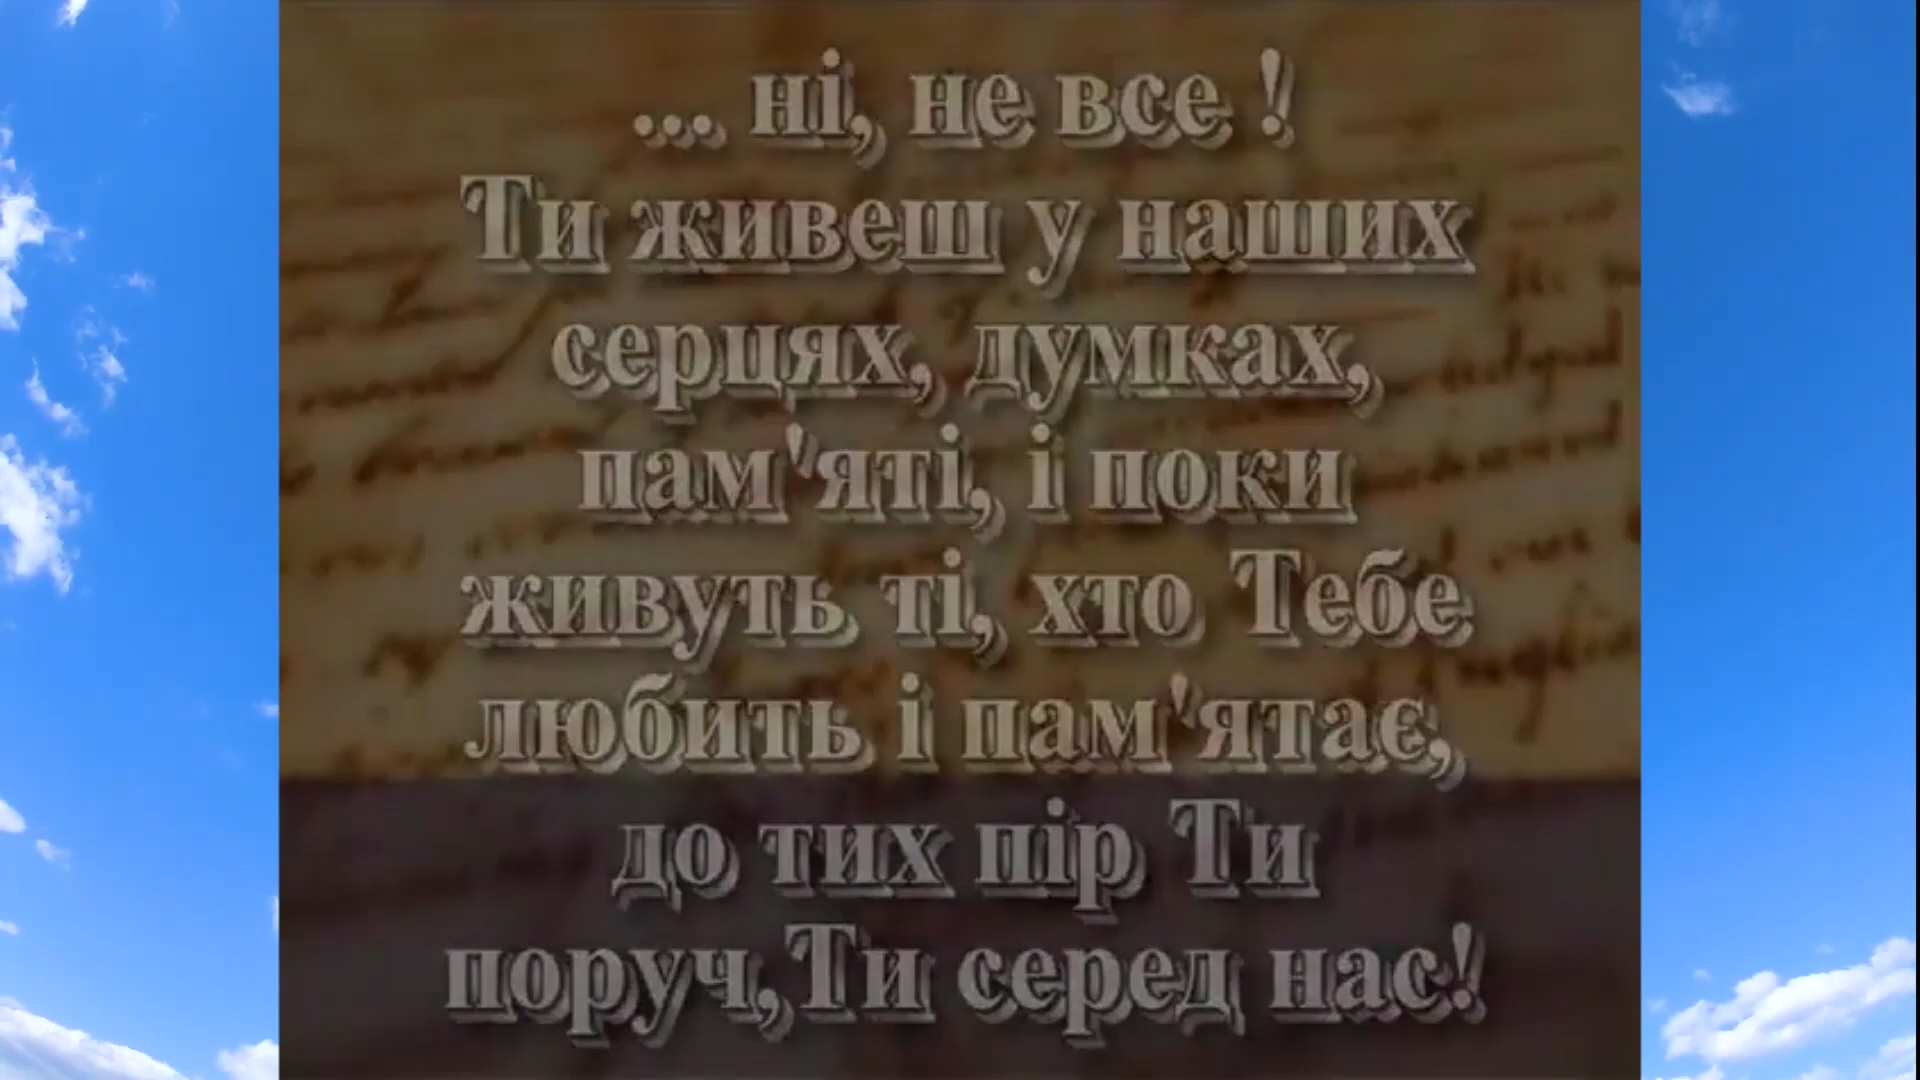 ... ні, не все !
Ти живеш у наших
серцях, думках,
пам'яті, і поки
живуть ті, хто Тебе
любить і пам'ятає,
до тих пір Ти
поруч,Ти серед нас!